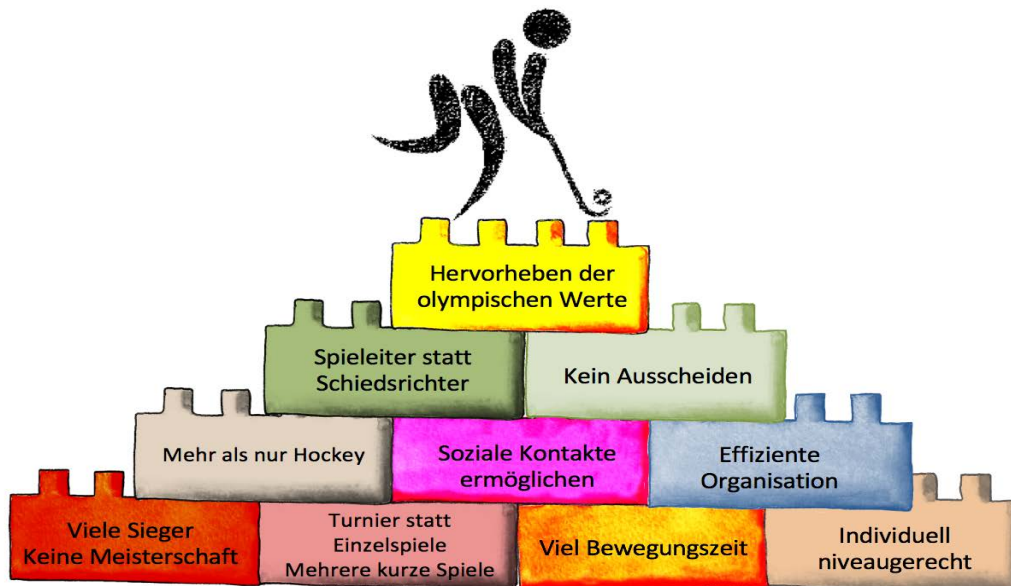 Hervorheben der
olympischen Werte
Spieleiter statt
Schiedsrichter
Kein Ausscheiden
Mehr als nur Hockey
Soziale Kontakte
ermöglichen
Effiziente
Organisation
Viele Sieger
Keine Meisterschaft
Turnier statt
Einzelspiele
Mehrere kurze Spiele
Viel Bewegungszeit
Individuell
niveaugerecht